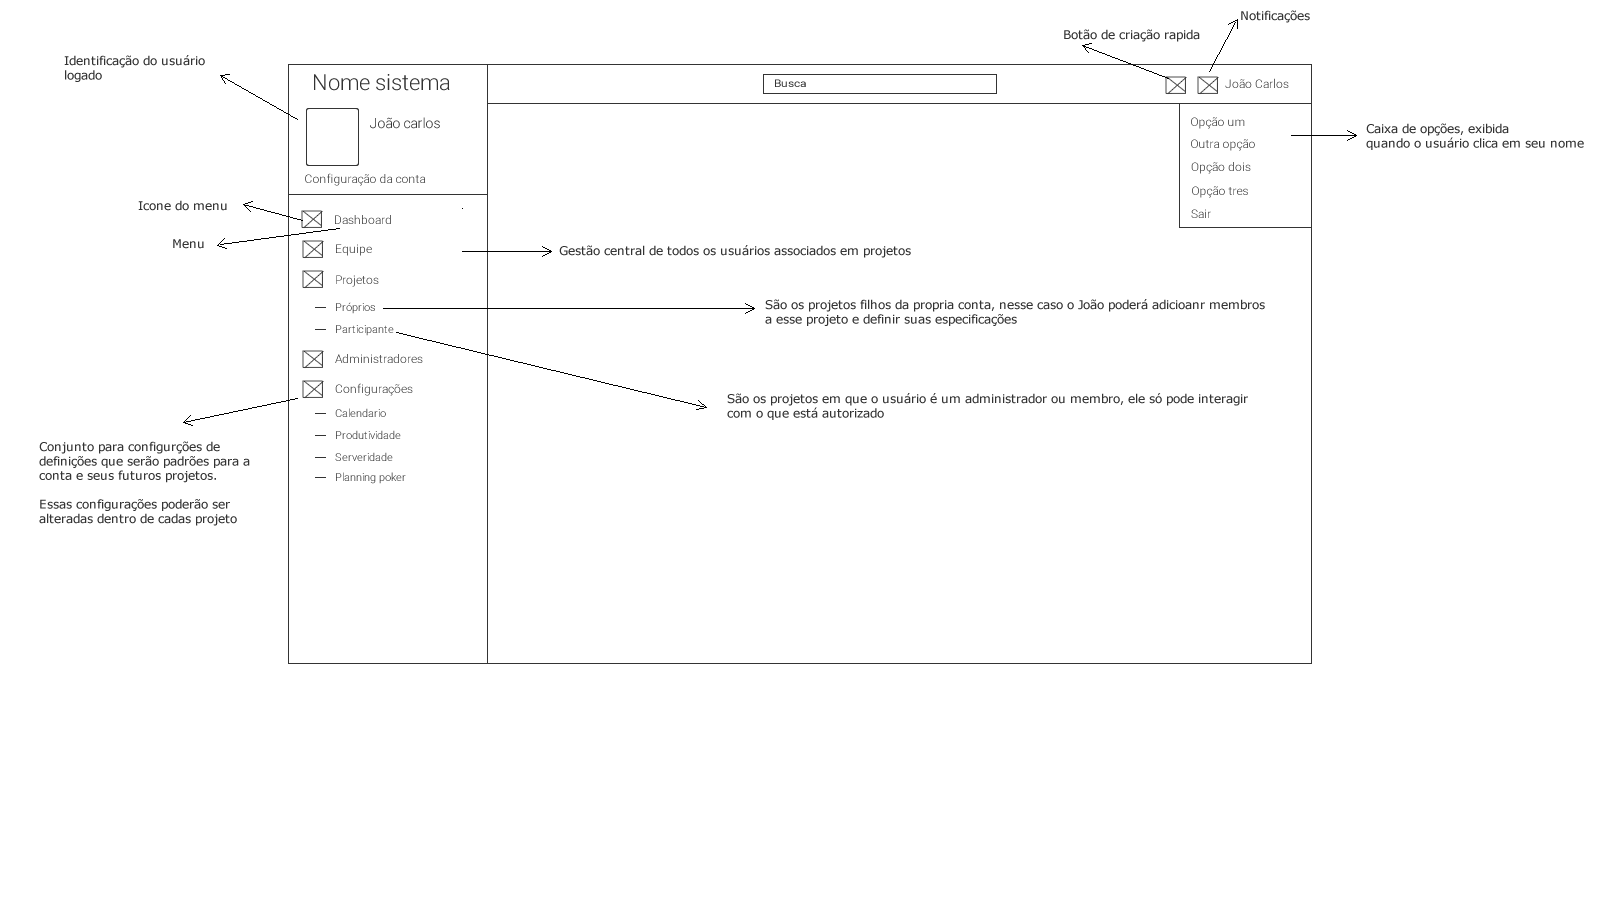 Notificações
Botão de criação rapida
Identificação do usuário
logado
Nome sistema
Busca
João Carlos
João carlos
Configuração da conta
Opção um
Outra opção
Opção dois
Opção tres
Sair
Caixa de opções, exibida
quando o usuário clica em seu nome
Icone do menu
Menu
Dashboard
Equipe
Gestão central de todos os usuários associados em projetos
Projetos
Próprios
São os projetos filhos da propria conta, nesse caso o João poderá adicioanr membros
a esse projeto e definir suas especificações
Participante
Administradores
Configurações
São os projetos em que o usuário é um administrador ou membro, ele só pode interagir
com o que está autorizado
Calendario
Produtividade
Serveridade
Planning poker
Conjunto para configurções de
definições que serão padrões para a
conta e seus futuros projetos.
Essas configurações poderão ser
alteradas dentro de cadas projeto